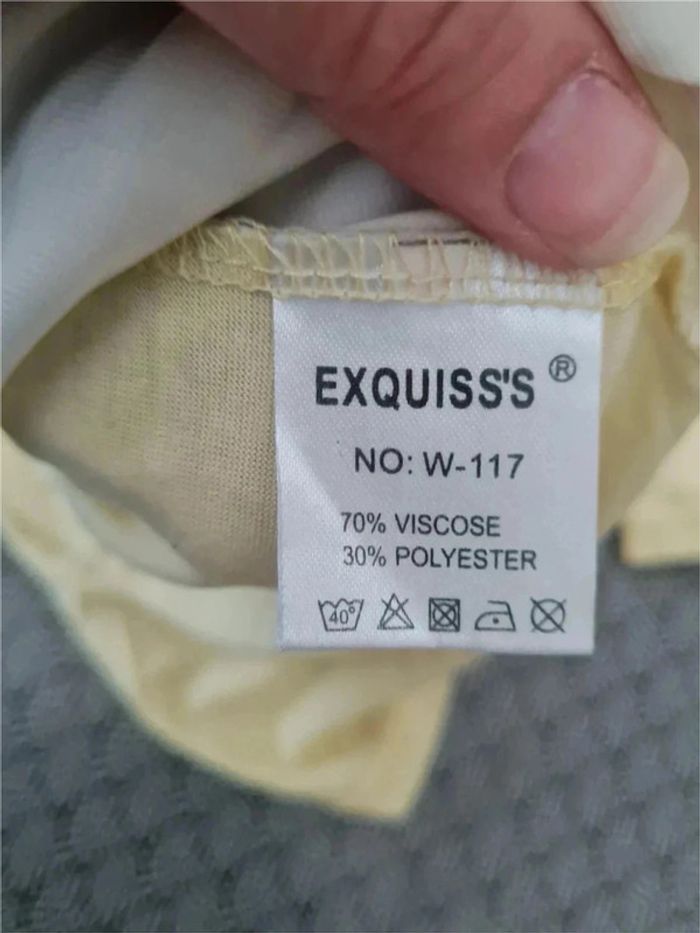 EXQUISS'S ®
NO: W-117
70% VISCOSE
30% POLYESTER
40°